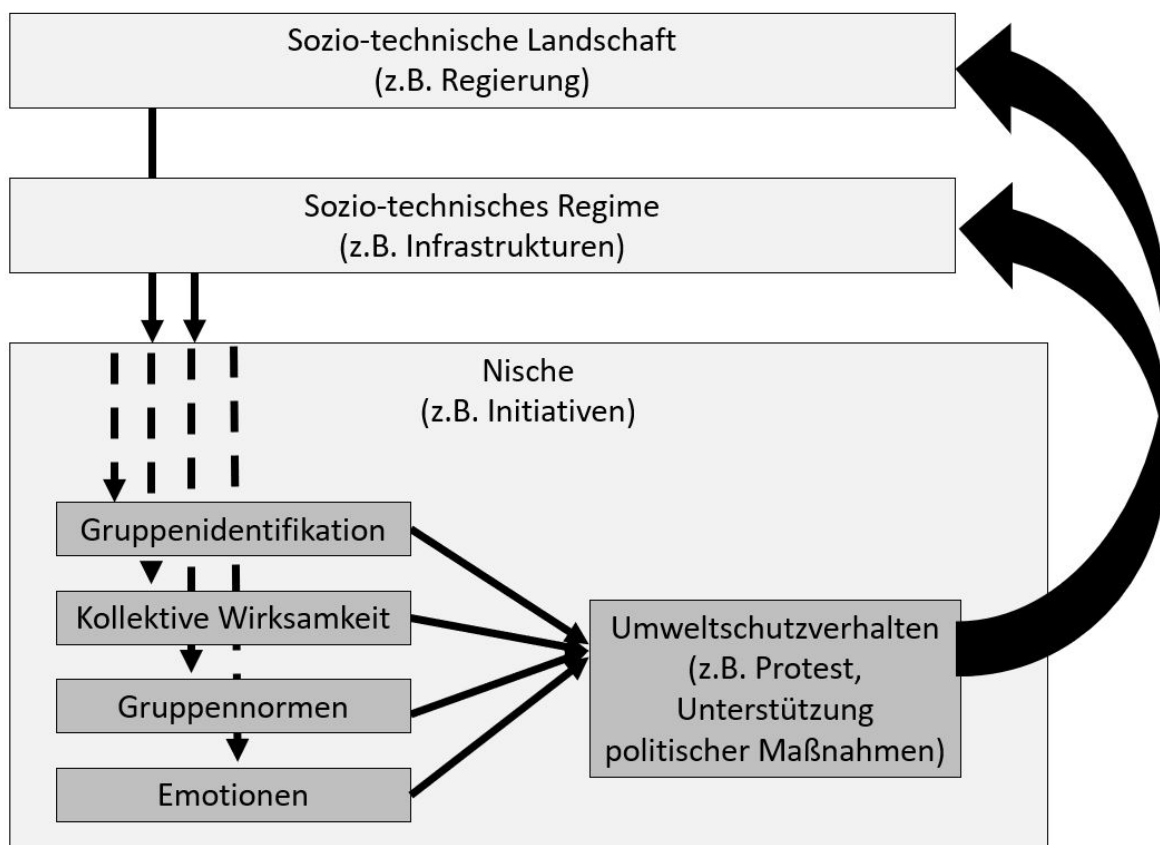 Sozio-technische Landschaft
(z.B. Regierung)
Sozio-technisches Regime
(z.B. Infrastrukturen)
Nische
(z.B. Initiativen)
Gruppenidentifikation
Kollektive Wirksamkeit
Gruppennormen
Emotionen
Umweltschutzverhalten
(z.B. Protest,
Unterstützung
politischer Maßnahmen)